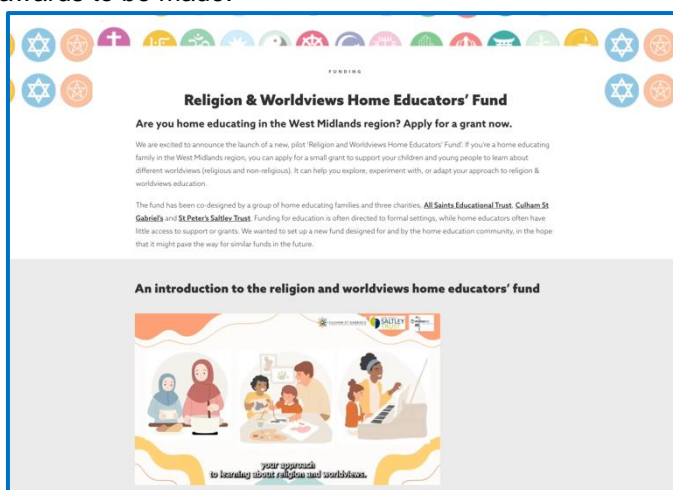 awards to be made.
FUNDING
Religion & Worldviews Home Educators' Fund
Are you home educating in the West Midlands region? Apply for a grant now.
We are excited to announce the launch of a new, pilot 'Religion and Worldviews Home Educators' Fund'. If you're a home educating
family in the West Midlands region, you can apply for a small grant to support your children and young people to learn about
different worldviews (religious and non-religious). It can help you explore, experiment with, or adapt your approach to religion &
worldviews education.
The fund has been co-designed by a group of home educating families and three charities, All Saints Educational Trust, Culham St
Gabriel's and St Peter's Saltley Trust. Funding for education is often directed to formal settings, while home educators often have
little access to support or grants. We wanted to set up a new fund designed for and by the home education community, in the hope
that it might pave the way for similar funds in the future.
An introduction to the religion and worldviews home educators' fund
CULHAM ST GABRIEL'S
SALTLEY
TRUST
your approach
to learning about religion and worldviews.